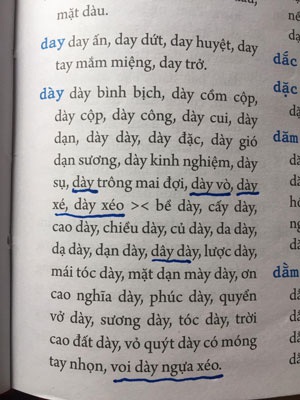 mặt dàu.
day day ấn, day dứt, day huyệt, day
tay mắm miệng, day trở.
dày dày bình bịch, dày cồm cộp,
dày cộp, dày công, dày cui, dày
dạn, dày dày, dày đặc, dày gió
dạn sương, dày kinh nghiệm, dày
sụ, dày trông mai đợi, dày vò, dày
xé, dày xéo >< bề dày, cấy dày,
cao dày, chiều dày, củ dày, da dày,
dạ dày, dạn dày, dây dày, lược dày,
mái tóc dày, mặt dạn mày dày, ơn
cao nghĩa dày, phúc dày, quyển
vở dày, sương dày, tóc dày, trời
cao đất dày, vỏ quýt dày có móng
tay nhọn, voi dày ngựa xéo.
dắc
dặc
dăm
dằm